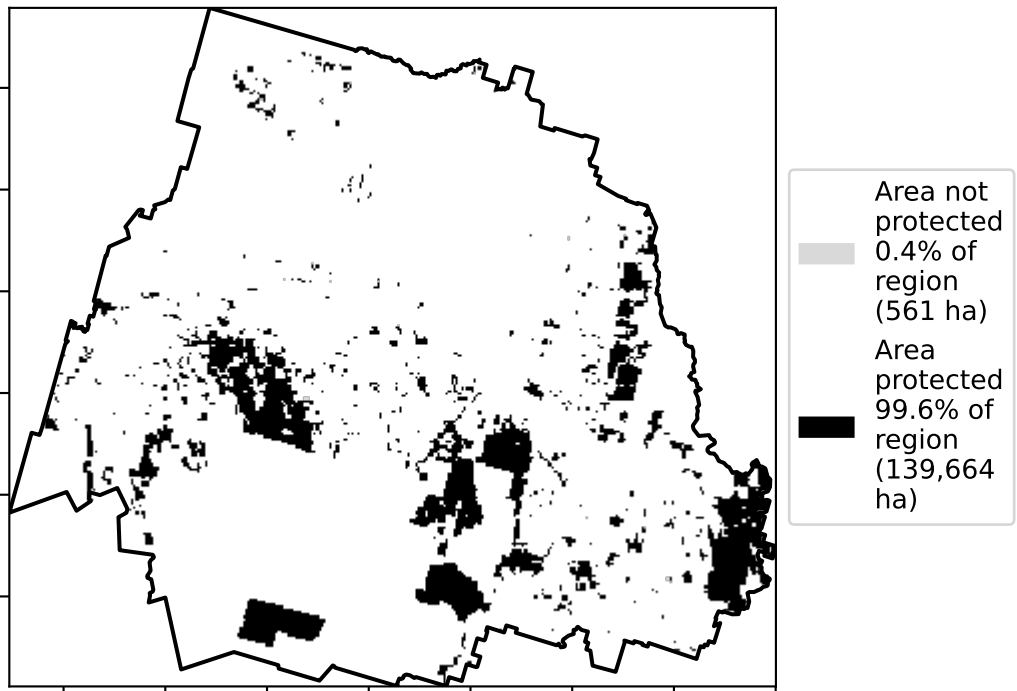 Area not
protected
0.4% of
region
(561 ha)
Area
protected
99.6% of
region
(139,664
ha)